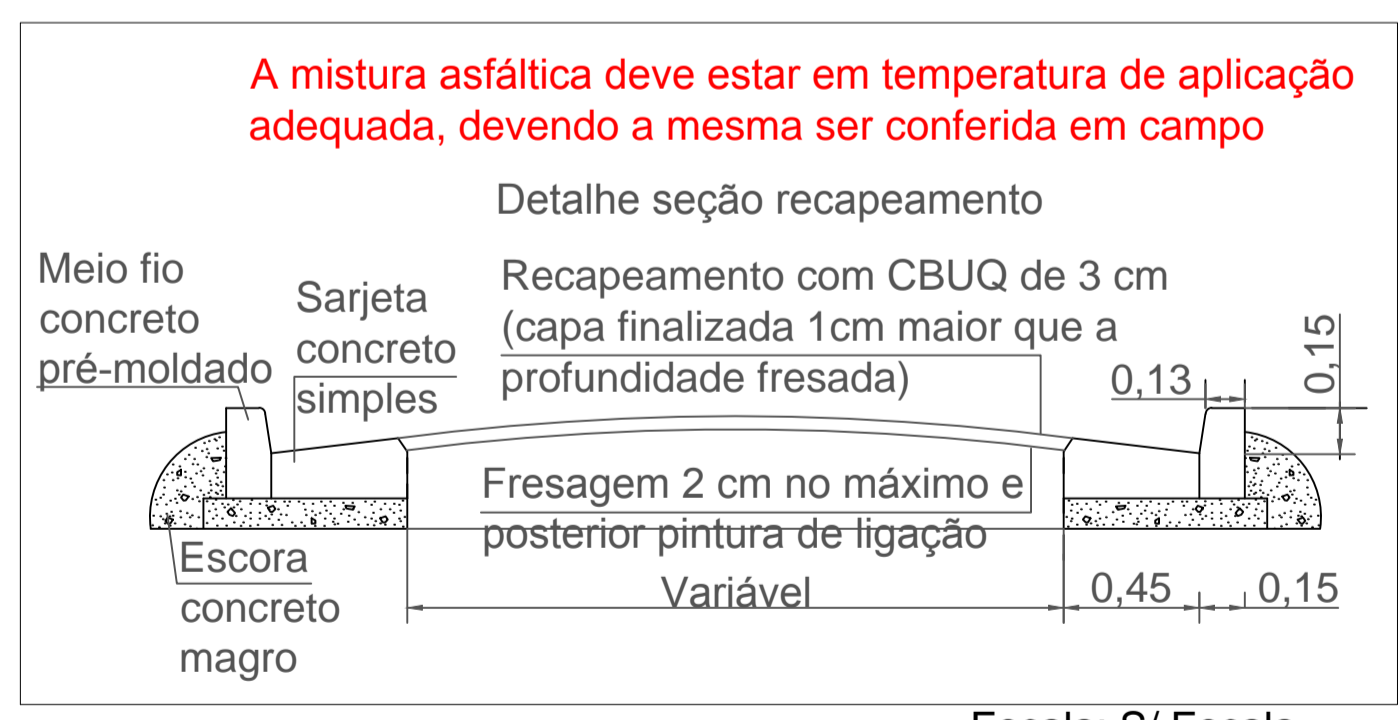 A mistura asfáltica deve estar em temperatura de aplicação
adequada, devendo a mesma ser conferida em campo
Detalhe seção recapeamento
Meio fio
concreto
pré-moldado
Sarjeta
concreto
simples
Recapeamento com CBUQ de 3 cm
(capa finalizada 1cm maior que a
profundidade fresada)
0,13
0,15
Fresagem 2 cm no máximo e
posterior pintura de ligação
Escora
concreto
magro
Variável
0,45
0,15
Escala: S/ Escala